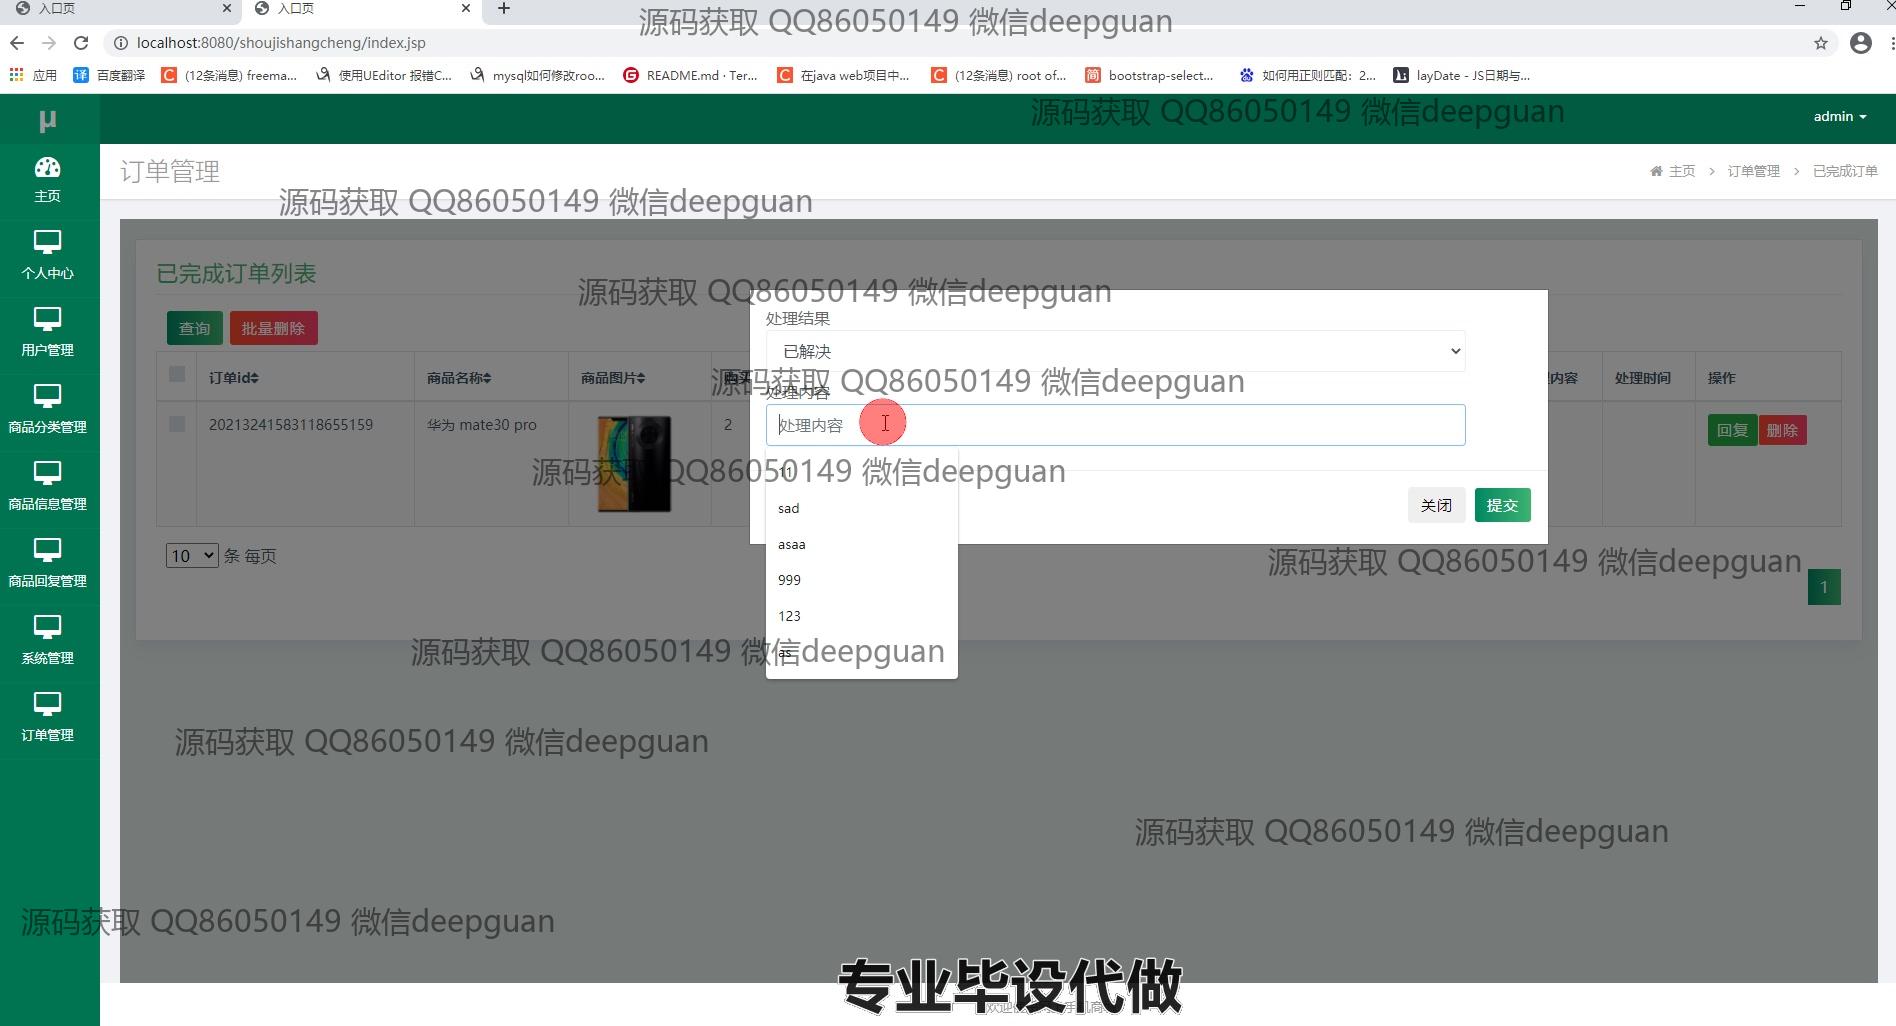 入口页
入口页
源码获取 QQ86050149 微信deepguan
localhost:8080/shoujishangcheng/index.jsp
应用
百度翻译
(12条消息) freema...
使用UEditor 报错C...
mysql如何修改roo...
README.md · Ter...
在java web项目中...
(12条消息) root of...
bootstrap-select...
如何用正则匹配：2...
layDate - JS日期与...
μ
源码获取 QQ86050149 微信deepguan
admin
主页
订单管理
主页 > 订单管理 > 已完成订单
源码获取 QQ86050149 微信deepguan
个人中心
已完成订单列表
源码获取 QQ86050149 微信deepguan
查询
批量删除
处理结果
用户管理
已解决
订单id
商品名称
商品图片
购买
源码获取 QQ86050149 微信deepguan
处理内容
内容
处理时间
操作
商品分类管理
20213241583118655159
华为 mate30 pro
2
处理内容
回复
删除
11
源码获取 QQ86050149 微信deepguan
商品信息管理
sad
关闭
提交
asaa
10
条 每页
源码获取 QQ86050149 微信deepguan
商品回复管理
999
1
123
系统管理
as
源码获取 QQ86050149 微信deepguan
订单管理
源码获取 QQ86050149 微信deepguan
源码获取 QQ86050149 微信deepguan
源码获取 QQ86050149 微信deepguan
专业毕设代做